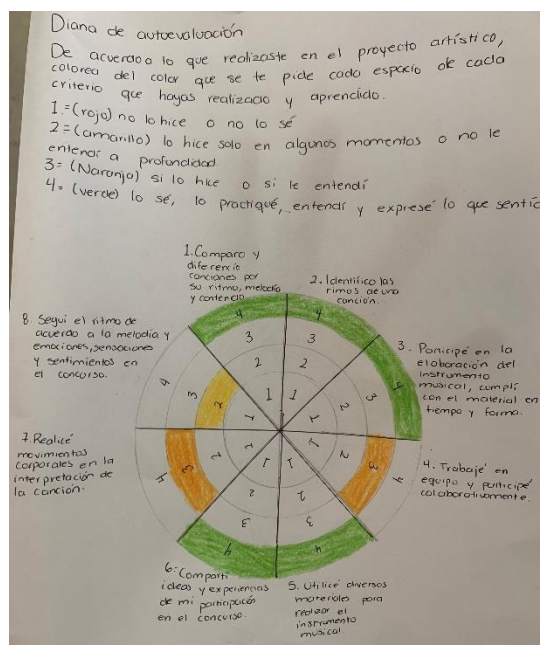 Diana de autoevaluación
De acuerdo a lo que realizaste en el proyecto artístico,
colorea del color que se te pide cada espacio de cada
criterio que hayas realizado y aprendido.
1.=(rojo) no lo hice o no lo sé
2=(amarillo) lo hice solo en algunos momentos o no le
entendí a profundidad
3=(Naranja) si lo hice o si le entendí
4=(verde) lo sé, lo practiqué, entendí y expresé lo que sentía
1.Comparo y
diferencio
canciones por
su ritmo, melodía
y contenido
2. Identifico las
rimas de una
canción.
3. Participé en la
elaboración del
instrumento
musical, cumplí
con el material en
tiempo y forma.
4. Trabajé en
equipo y participé
colaborativamente.
5. Utilicé diversos
materiales para
realizar el
instrumento
musical
6. Compartí
ideas y experiencias
de mi participación
en el concurso.
7. Realicé
movimientos
corporales en la
interpretación de
la canción.
8. Seguí el ritmo de
acuerdo a la melodía y
emociones, sensaciones
y sentimientos en
el concurso.
4 4
3 3
2 2
1 1
4 3 2 1
1 2 3 4
4 3 2 1
1 2 3 4
1 1
2 2
3 3
4 4